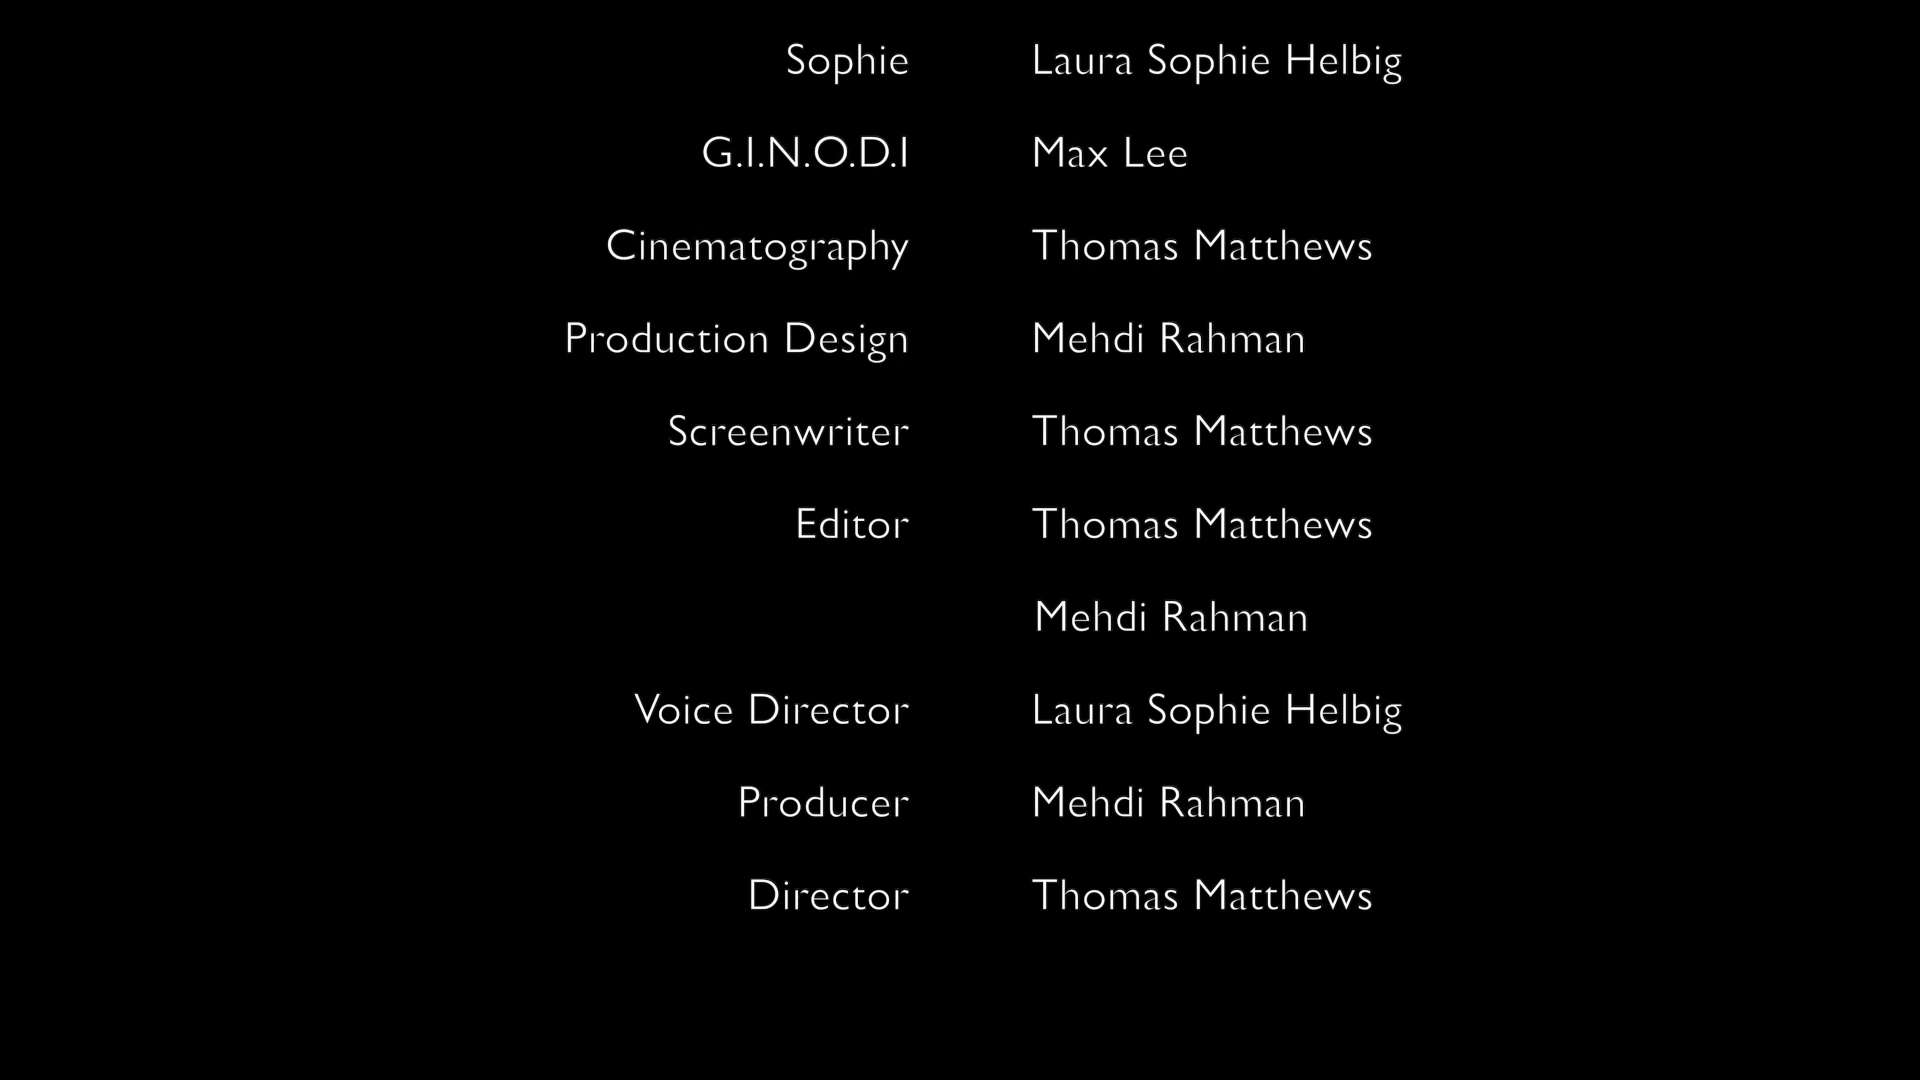 Sophie Laura Sophie Helbig
G.I.N.O.D.I Max Lee
Cinematography Thomas Matthews
Production Design Mehdi Rahman
Screenwriter Thomas Matthews
Editor Thomas Matthews
Mehdi Rahman
Voice Director Laura Sophie Helbig
Producer Mehdi Rahman
Director Thomas Matthews